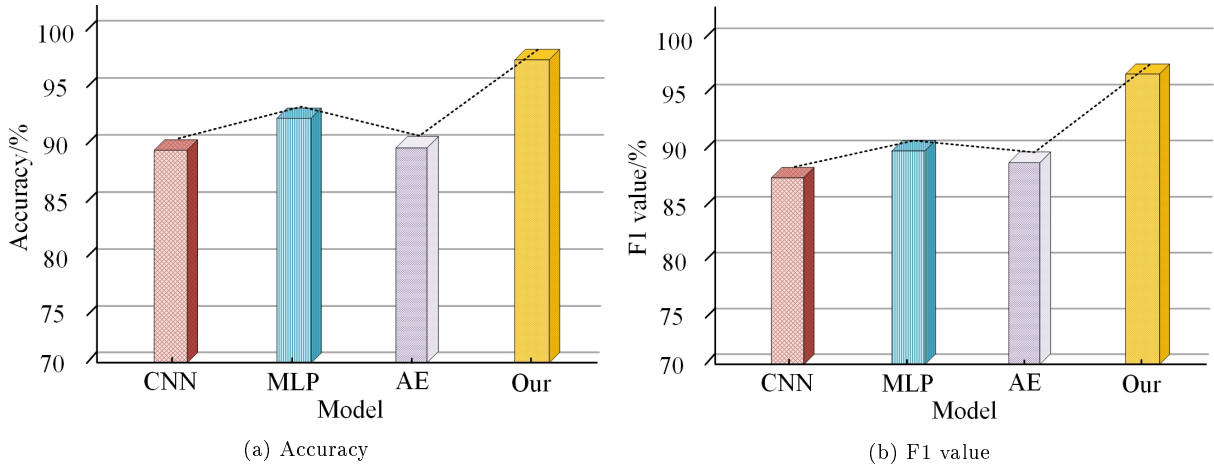 Accuracy/%
100
95
90
85
80
75
70
CNN MLP AE Our
Model
(a) Accuracy
F1 value/%
100
95
90
85
80
75
70
CNN MLP AE Our
Model
(b) F1 value